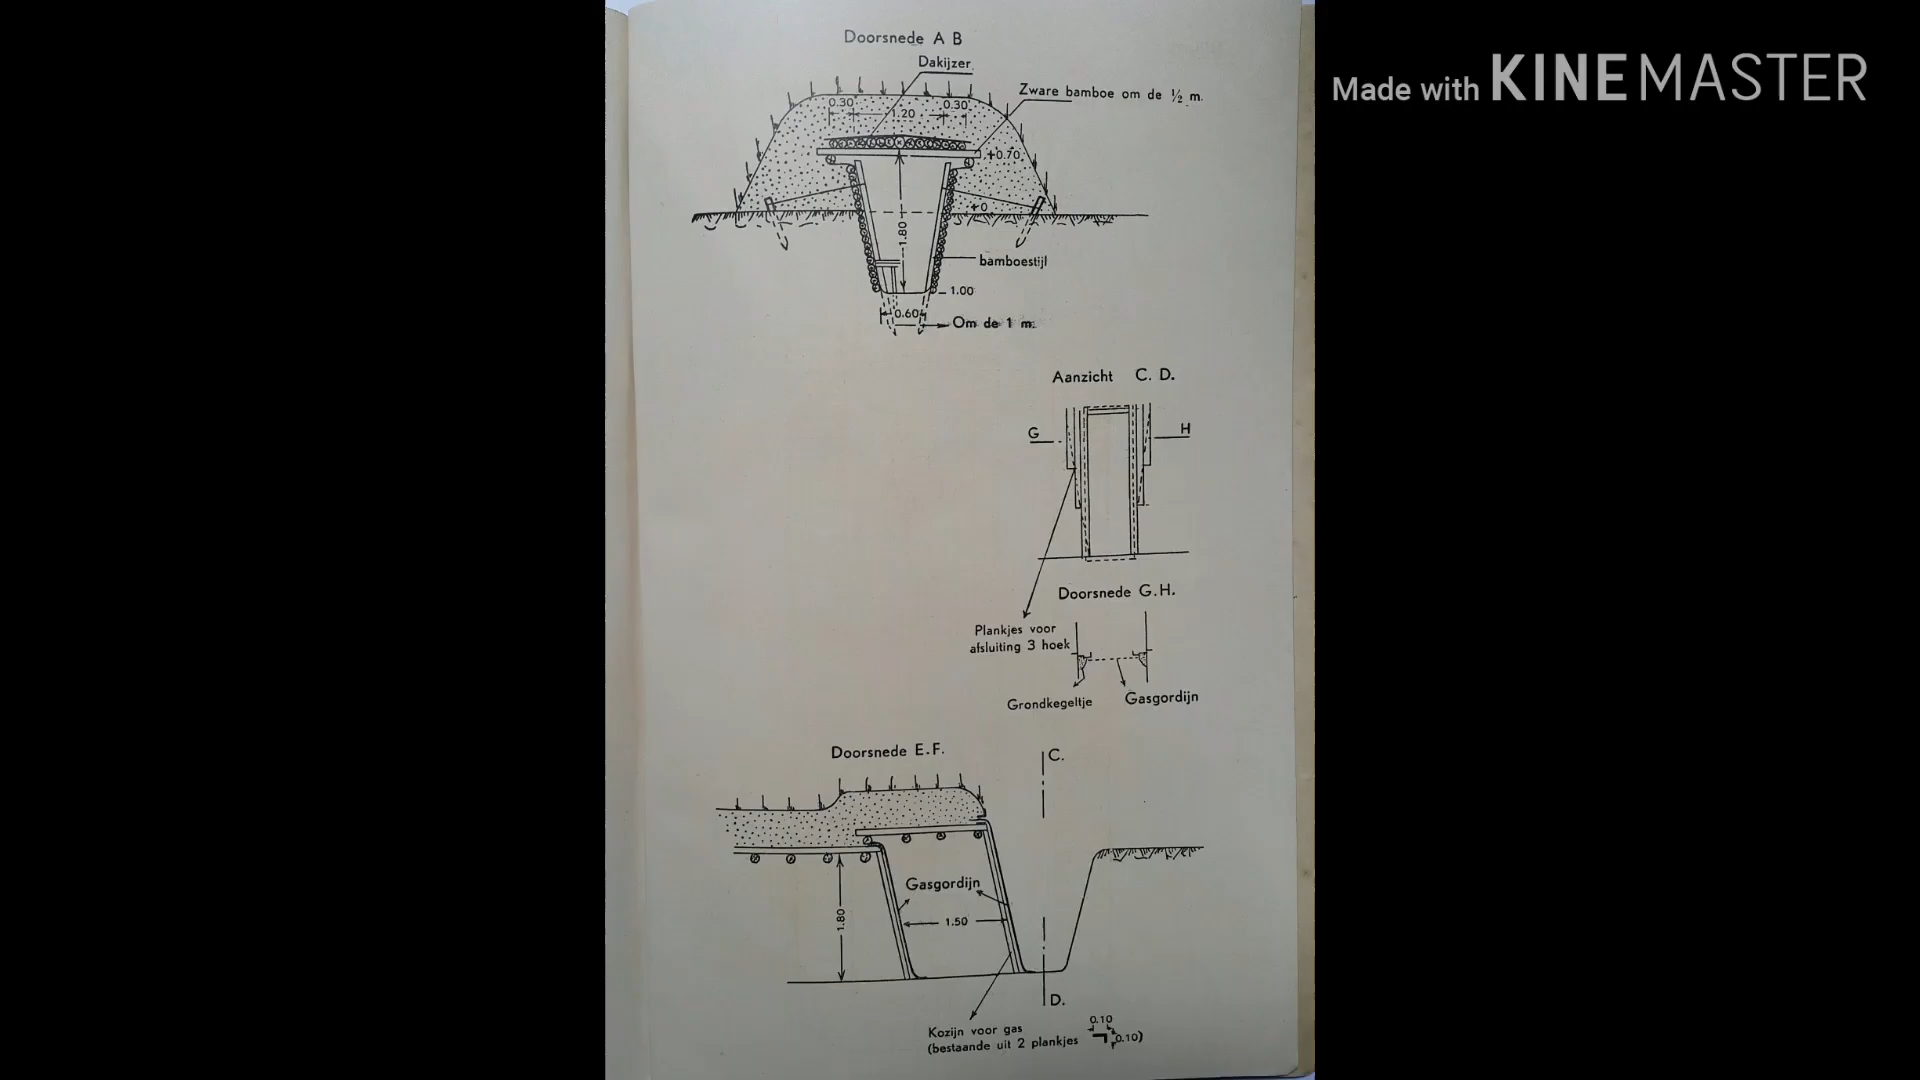 Doorsnede A B
Dakijzer
Zware bamboe om de ½ m.
Made with KINEMASTER
0.30
0.30
1.20
+0.70
+0
1.80
bamboestijl
1.00
0.60
Om de 1 m.
Aanzicht C. D.
G
H
Doorsnede G.H.
Plankjes voor
afsluiting 3 hoek
Grondkegeltje
Gasgordijn
Doorsnede E.F.
C.
Gasgordijn
1.80
1.50
D.
Kozijn voor gas
0.10
(bestaande uit 2 plankjes
0.10)